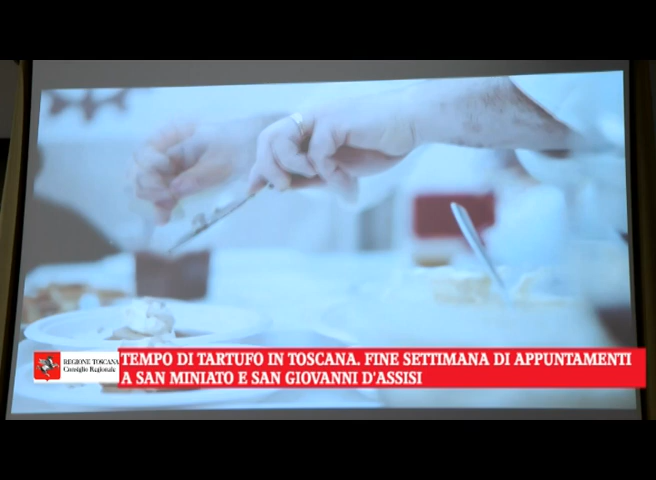 REGIONE TOSCANA
Consiglio Regionale
TEMPO DI TARTUFO IN TOSCANA. FINE SETTIMANA DI APPUNTAMENTI
A SAN MINIATO E SAN GIOVANNI D'ASSISI